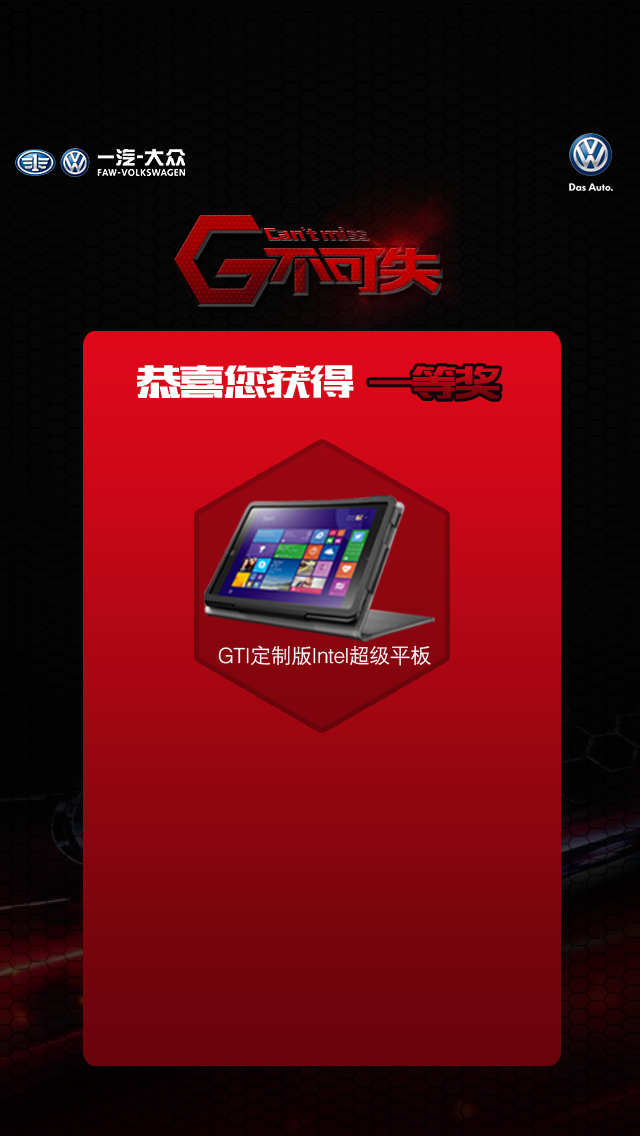 一汽-大众
FAW-VOLKSWAGEN
Das Auto.
Can't miss
G不可失
恭喜您获得 一等奖
Start
GTI定制版Intel超级平板